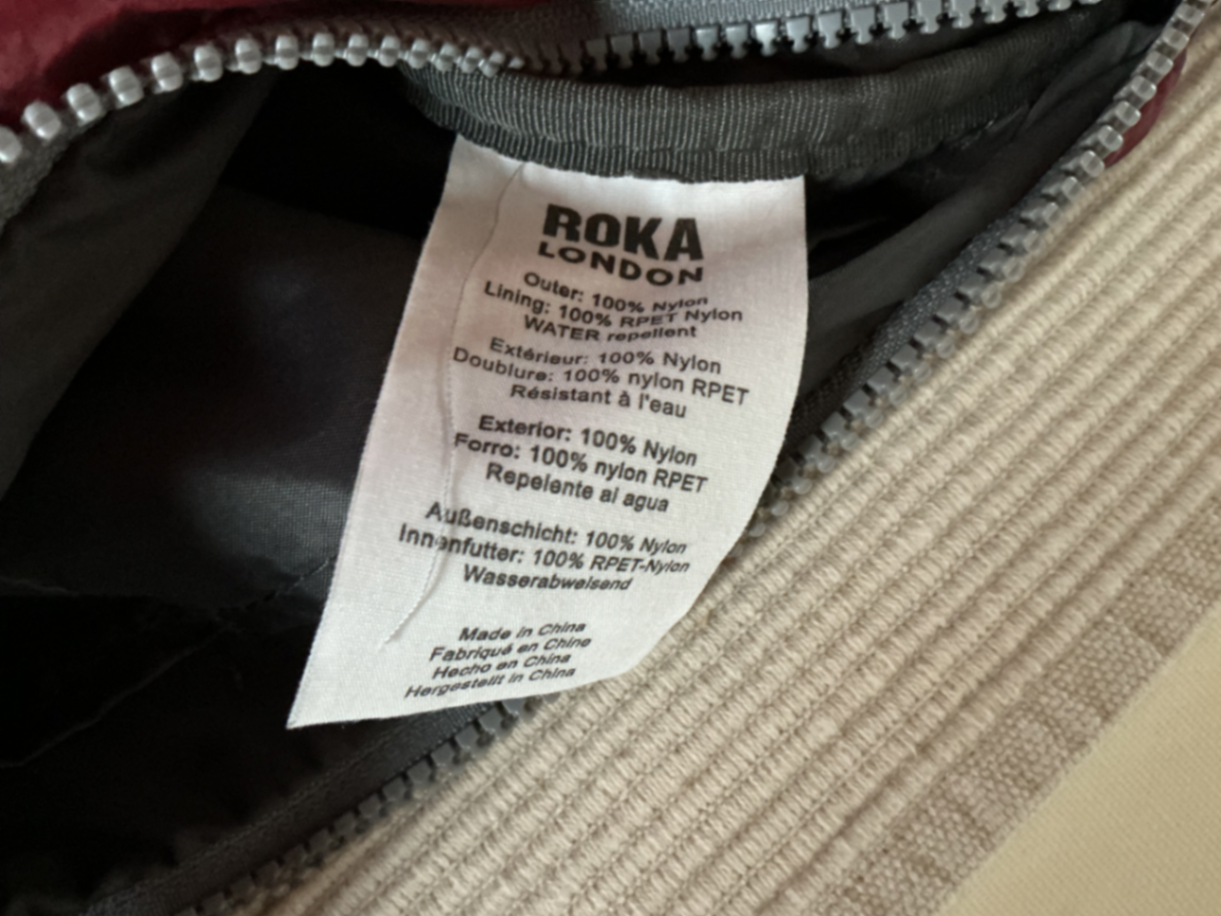 ROKA
LONDON
Outer: 100% Nylon
Lining: 100% RPET Nylon
WATER repellent
Extérieur: 100% Nylon
Doublure: 100% nylon RPET
Résistant à l'eau
Exterior: 100% Nylon
Forro: 100% nylon RPET
Repelente al agua
Außenschicht: 100% Nylon
Innenfutter: 100% RPET-Nylon
Wasserabweisend
Made in China
Fabriqué en Chine
Hecho en China
Hergestellt in China